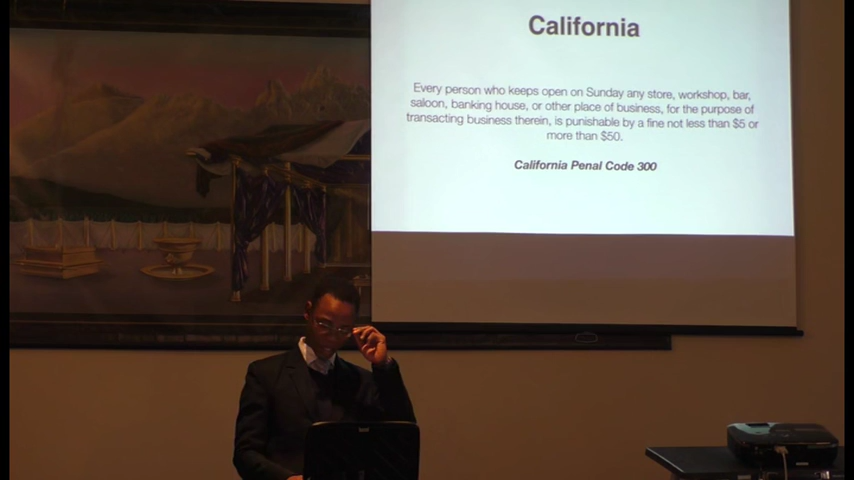 California
Every person who keeps open on Sunday any store, workshop, bar,
saloon, banking house, or other place of business, for the purpose of
transacting business therein, is punishable by a fine not less than $5 or
more than $50.
California Penal Code 300